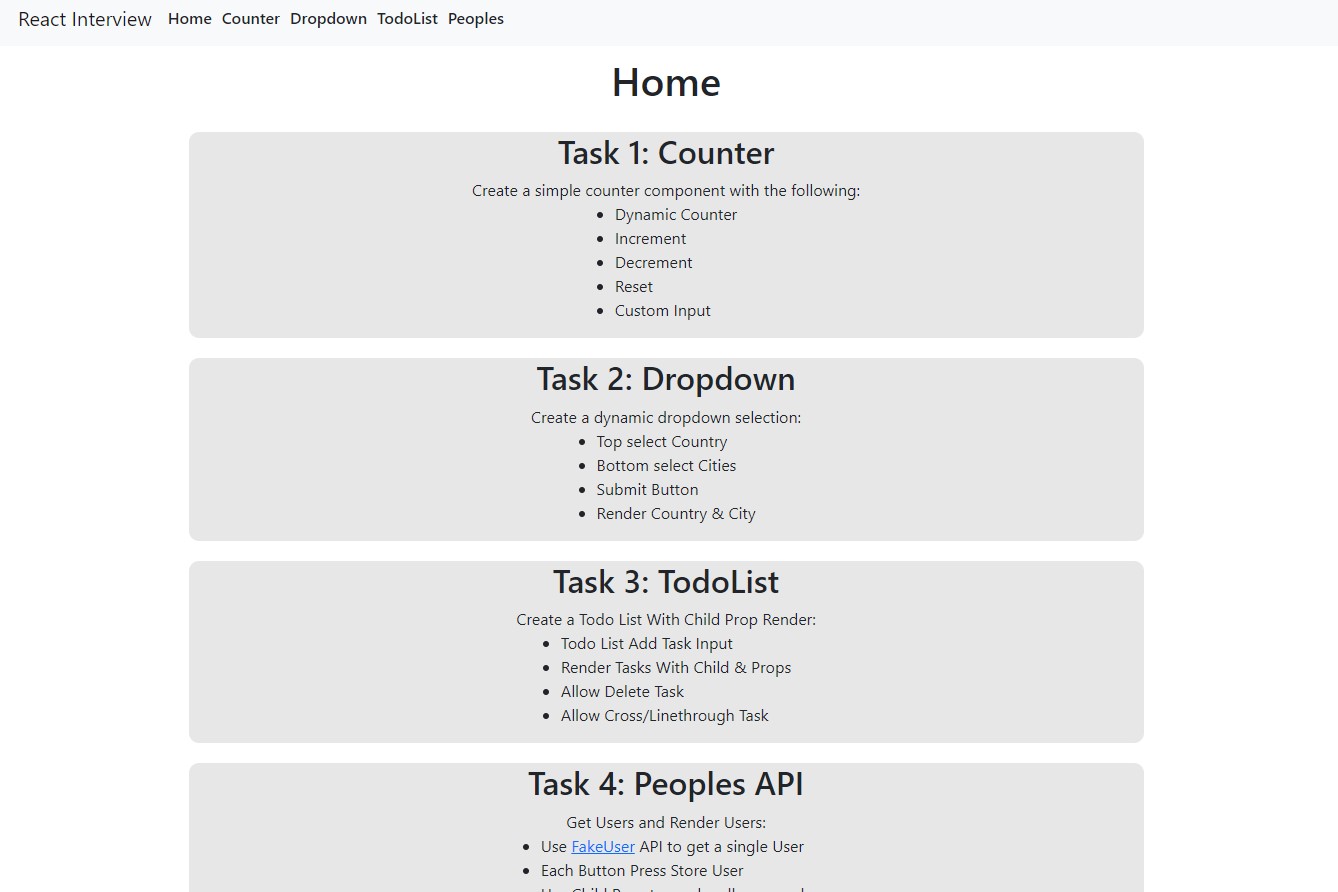 React Interview Home Counter Dropdown TodoList Peoples
Home
Task 1: Counter
Create a simple counter component with the following:
Dynamic Counter
Increment
Decrement
Reset
Custom Input
Task 2: Dropdown
Create a dynamic dropdown selection:
Top select Country
Bottom select Cities
Submit Button
Render Country & City
Task 3: TodoList
Create a Todo List With Child Prop Render:
Todo List Add Task Input
Render Tasks With Child & Props
Allow Delete Task
Allow Cross/Linethrough Task
Task 4: Peoples API
Get Users and Render Users:
Use FakeUser API to get a single User
Each Button Press Store User